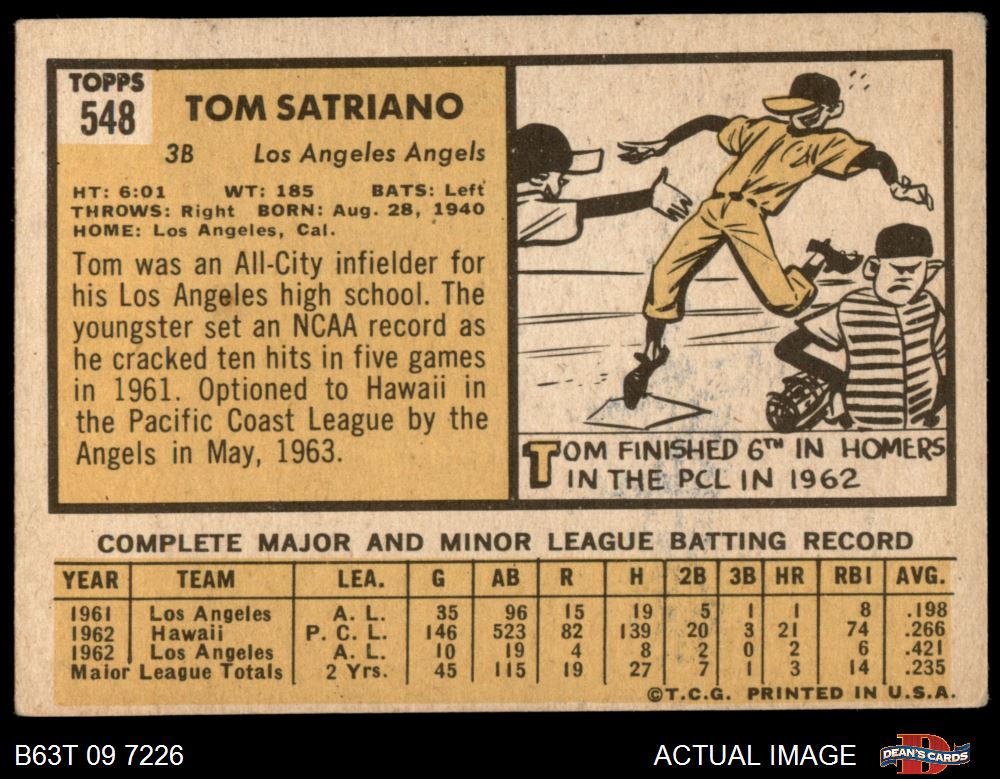 TOPPS
548
TOM SATRIANO
3B Los Angeles Angels
HT: 6:01 WT: 185 BATS: Left
THROWS: Right BORN: Aug. 28, 1940
HOME: Los Angeles, Cal.
Tom was an All-City infielder for
his Los Angeles high school. The
youngster set an NCAA record as
he cracked ten hits in five games
in 1961. Optioned to Hawaii in
the Pacific Coast League by the
Angels in May, 1963.
TOM FINISHED 6TH IN HOMERS
IN THE PCL IN 1962
COMPLETE MAJOR AND MINOR LEAGUE BATTING RECORD
YEAR TEAM LEA. G AB R H 2B 3B HR RBI AVG.
1961 Los Angeles A. L. 35 96 15 19 5 1 1 8 .198
1962 Hawaii P. C. L. 146 523 82 139 20 3 21 74 .266
1962 Los Angeles A. L. 10 19 4 8 2 0 2 6 .421
Major League Totals 2 Yrs. 45 115 19 27 7 1 3 14 .235
©T.C.G. PRINTED IN U.S.A.
B63T 09 7226 ACTUAL IMAGE DEAN'S CARDS